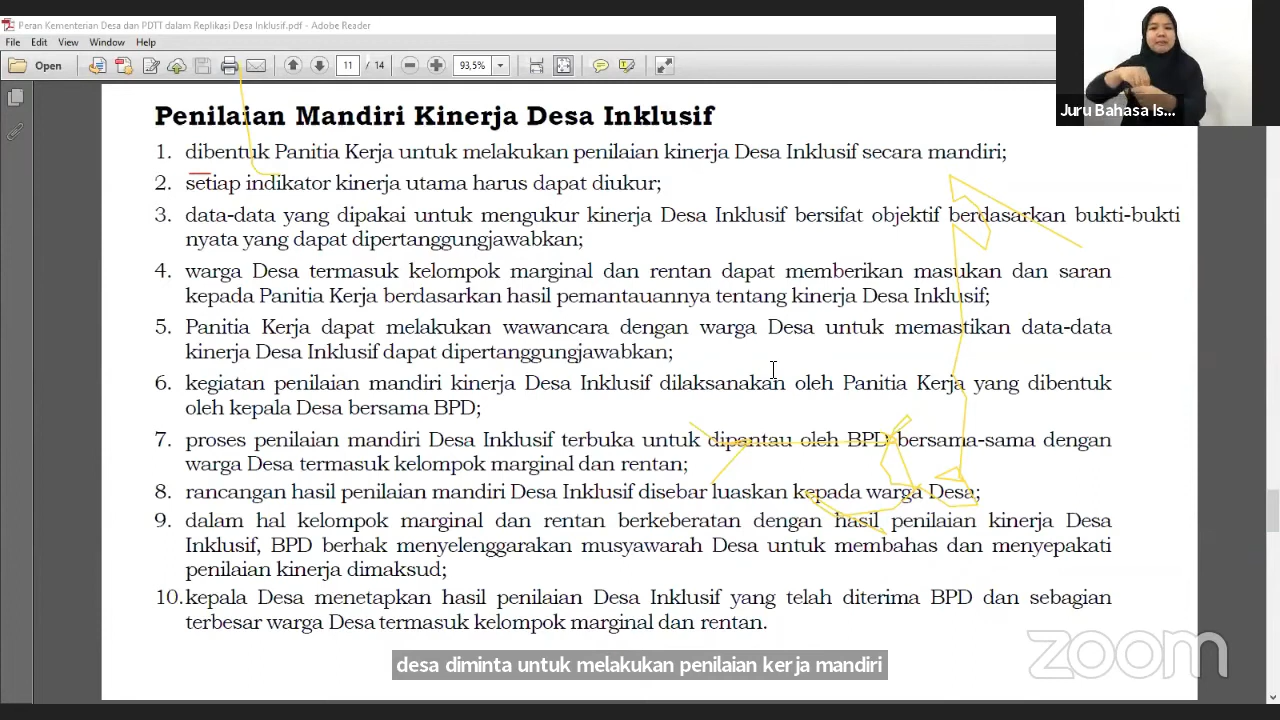 Peran Kementerian Desa dan PDTT dalam Replikasi Desa Inklusif.pdf - Adobe Reader
File Edit View Window Help
Open 11 / 14 93,5%
Juru Bahasa Is...
Penilaian Mandiri Kinerja Desa Inklusif
1. dibentuk Panitia Kerja untuk melakukan penilaian kinerja Desa Inklusif secara mandiri;
2. setiap indikator kinerja utama harus dapat diukur;
3. data-data yang dipakai untuk mengukur kinerja Desa Inklusif bersifat objektif berdasarkan bukti-bukti
nyata yang dapat dipertanggungjawabkan;
4. warga Desa termasuk kelompok marginal dan rentan dapat memberikan masukan dan saran
kepada Panitia Kerja berdasarkan hasil pemantauannya tentang kinerja Desa Inklusif;
5. Panitia Kerja dapat melakukan wawancara dengan warga Desa untuk memastikan data-data
kinerja Desa Inklusif dapat dipertanggungjawabkan;
6. kegiatan penilaian mandiri kinerja Desa Inklusif dilaksanakan oleh Panitia Kerja yang dibentuk
oleh kepala Desa bersama BPD;
7. proses penilaian mandiri Desa Inklusif terbuka untuk dipantau oleh BPD bersama-sama dengan
warga Desa termasuk kelompok marginal dan rentan;
8. rancangan hasil penilaian mandiri Desa Inklusif disebar luaskan kepada warga Desa;
9. dalam hal kelompok marginal dan rentan berkeberatan dengan hasil penilaian kinerja Desa
Inklusif, BPD berhak menyelenggarakan musyawarah Desa untuk membahas dan menyepakati
penilaian kinerja dimaksud;
10. kepala Desa menetapkan hasil penilaian Desa Inklusif yang telah diterima BPD dan sebagian
terbesar warga Desa termasuk kelompok marginal dan rentan.
zoom
desa diminta untuk melakukan penilaian kerja mandiri